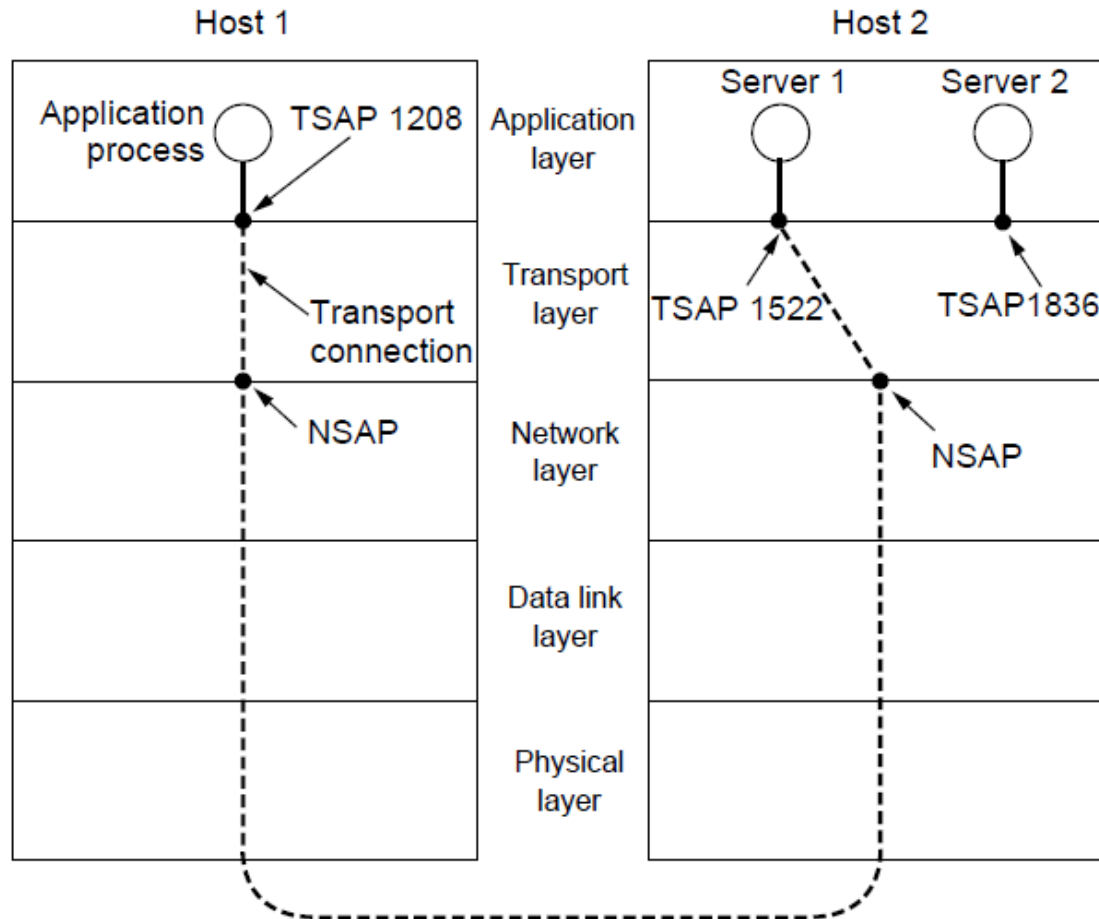 Host 1
Host 2
Application
process
TSAP 1208
Application
layer
Server 1
Server 2
Transport
connection
Transport
layer
TSAP 1522
TSAP1836
NSAP
Network
layer
NSAP
Data link
layer
Physical
layer